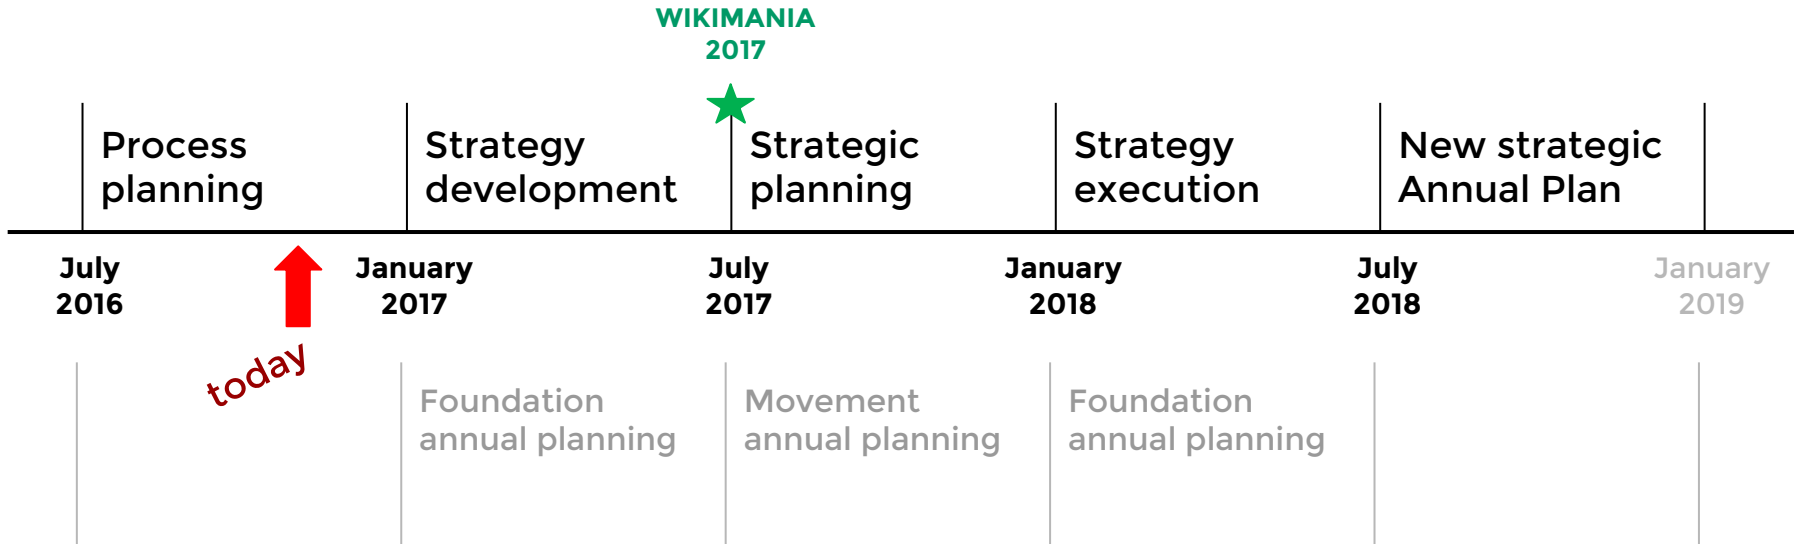 WIKIMANIA
2017
Process
planning
Strategy
development
Strategic
planning
Strategy
execution
New strategic
Annual Plan
July
2016
January
2017
July
2017
January
2018
July
2018
January
2019
today
Foundation
annual planning
Movement
annual planning
Foundation
annual planning